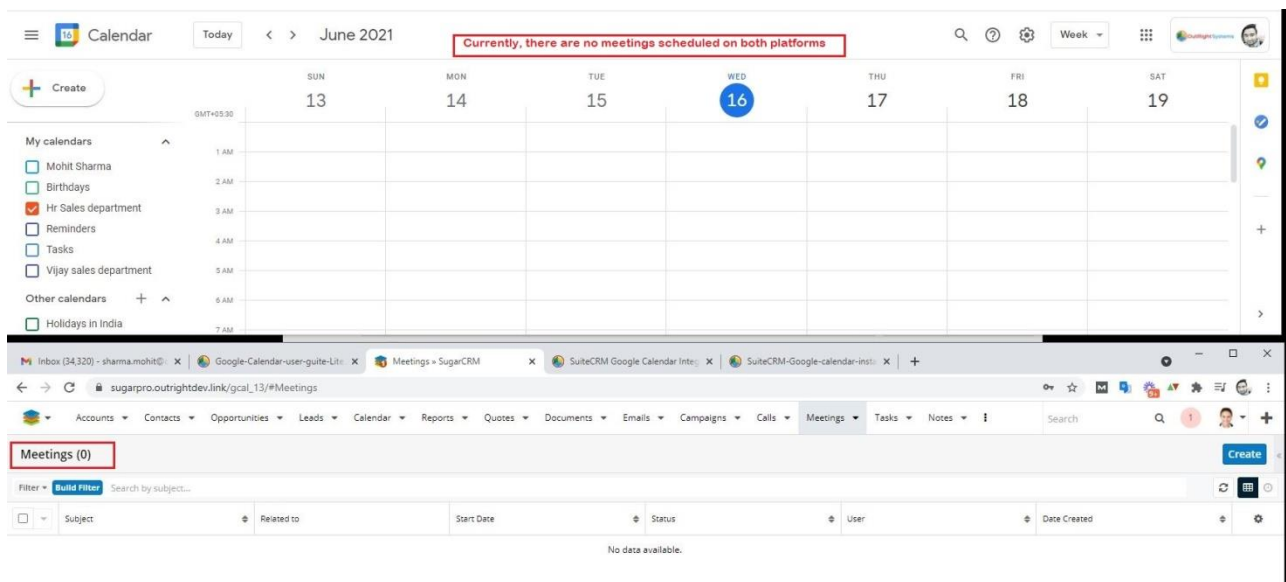 16 Calendar Today June 2021 Currently, there are no meetings scheduled on both platforms Week
Create
SUN MON TUE WED THU FRI SAT
13 14 15 16 17 18 19
GMT+05:30
My calendars
1 AM
Mohit Sharma
2 AM
Birthdays
Hr Sales department
3 AM
Reminders
4 AM
Tasks
Vijay sales department
5 AM
Other calendars
6 AM
Holidays in India
7 AM
Inbox (34,320) - sharma.mohit@ Google-Calendar-user-guite-Lite Meetings » SugarCRM SuiteCRM Google Calendar Integ SuiteCRM-Google-calendar-inst
sugarpro.outrightdev.link/gcal_13/#Meetings
Accounts Contacts Opportunities Leads Calendar Reports Quotes Documents Emails Campaigns Calls Meetings Tasks Notes Search 1
Meetings (0) Create
Filter Build Filter Search by subject...
Subject Related to Start Date Status User Date Created
No data available.